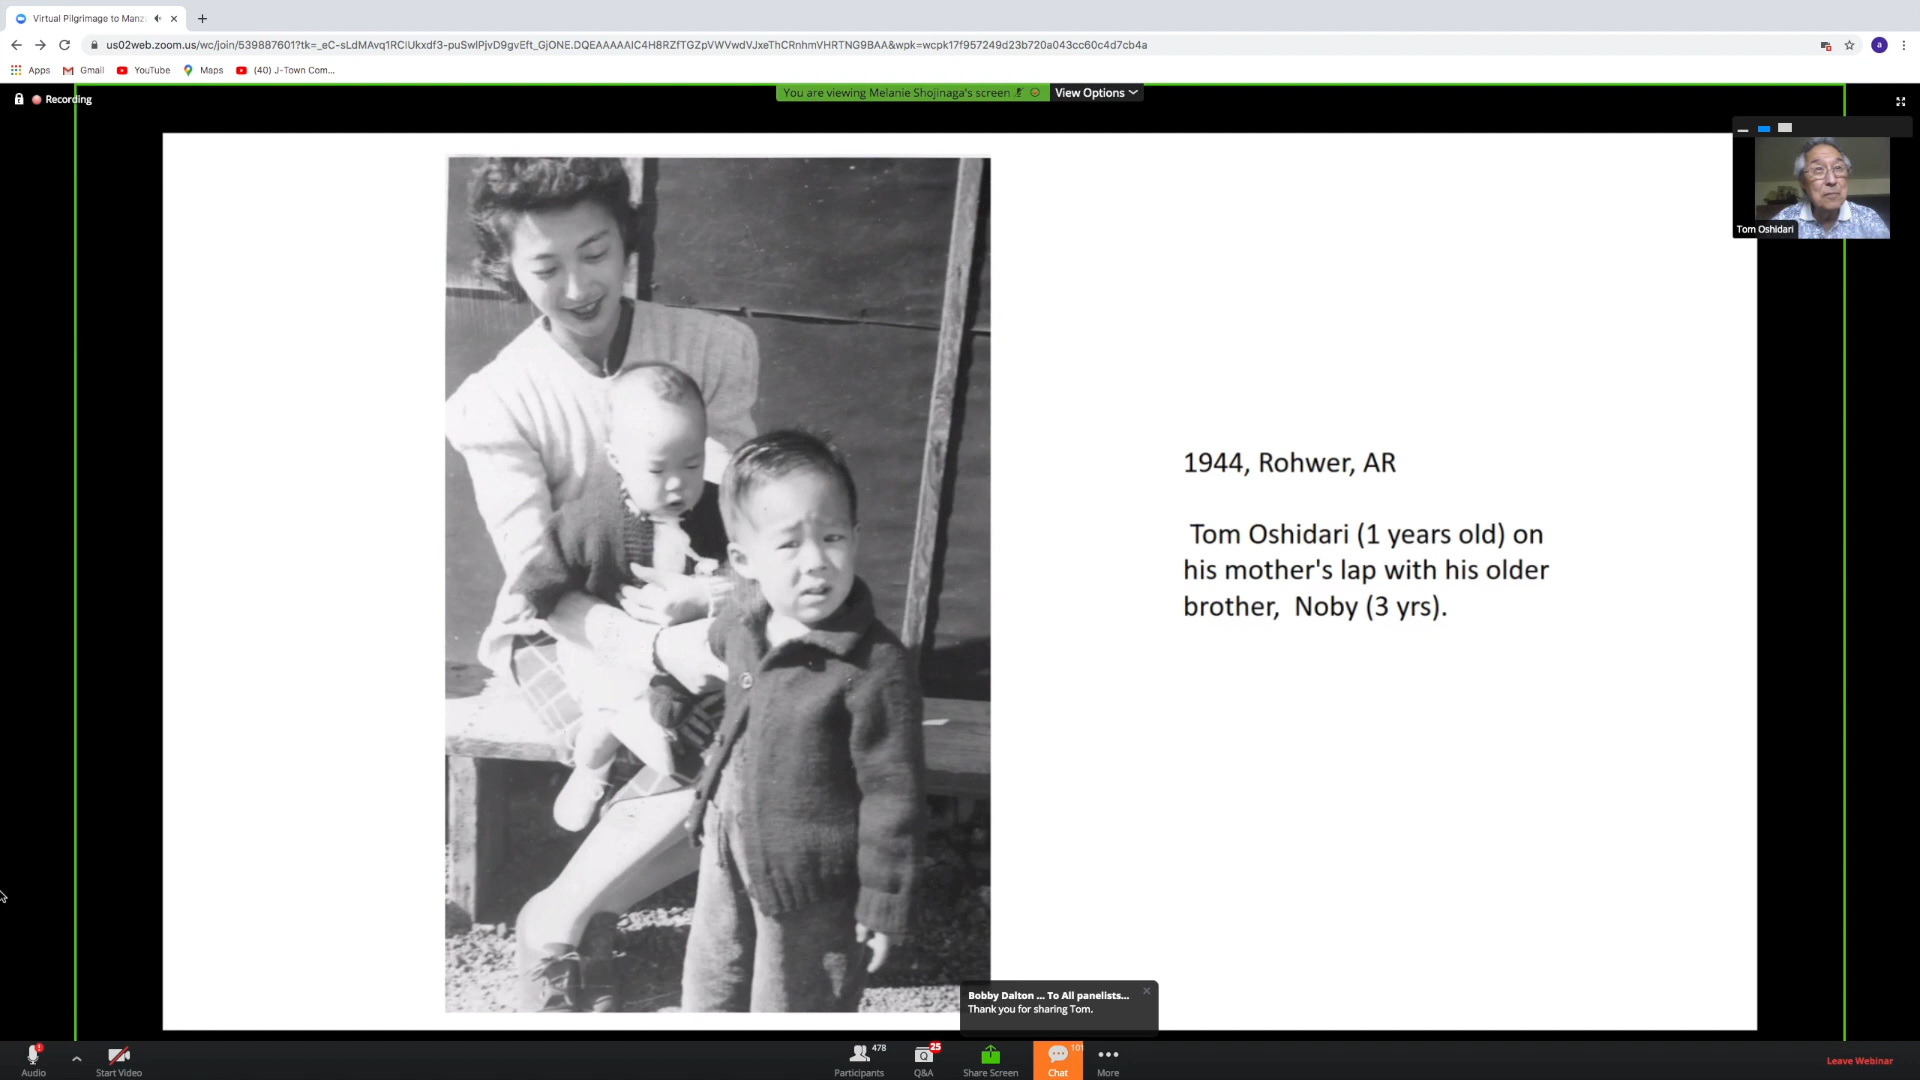 Virtual Pilgrimage to Manz
us02web.zoom.us/wc/join/539887601?tk=_eC-sLdMAvq1RCIUkxdf3-puSwlPjvD9gvEft_GjONE.DQEAAAAAIC4H8RZfTGZpVWVwdVJxeThCRnhmVHRTNG9BAA&wpk=wcpk17f957249d23b720a043cc60c4d7cb4a
a
Apps Gmail YouTube Maps (40) J-Town Com...
Recording
You are viewing Melanie Shojinaga's screen View Options
Tom Oshidari
1944, Rohwer, AR
Tom Oshidari (1 years old) on
his mother's lap with his older
brother, Noby (3 yrs).
Bobby Dalton ... To All panelists...
Thank you for sharing Tom.
Audio Start Video Participants 478 Q&A 25 Share Screen Chat 101 More Leave Webinar